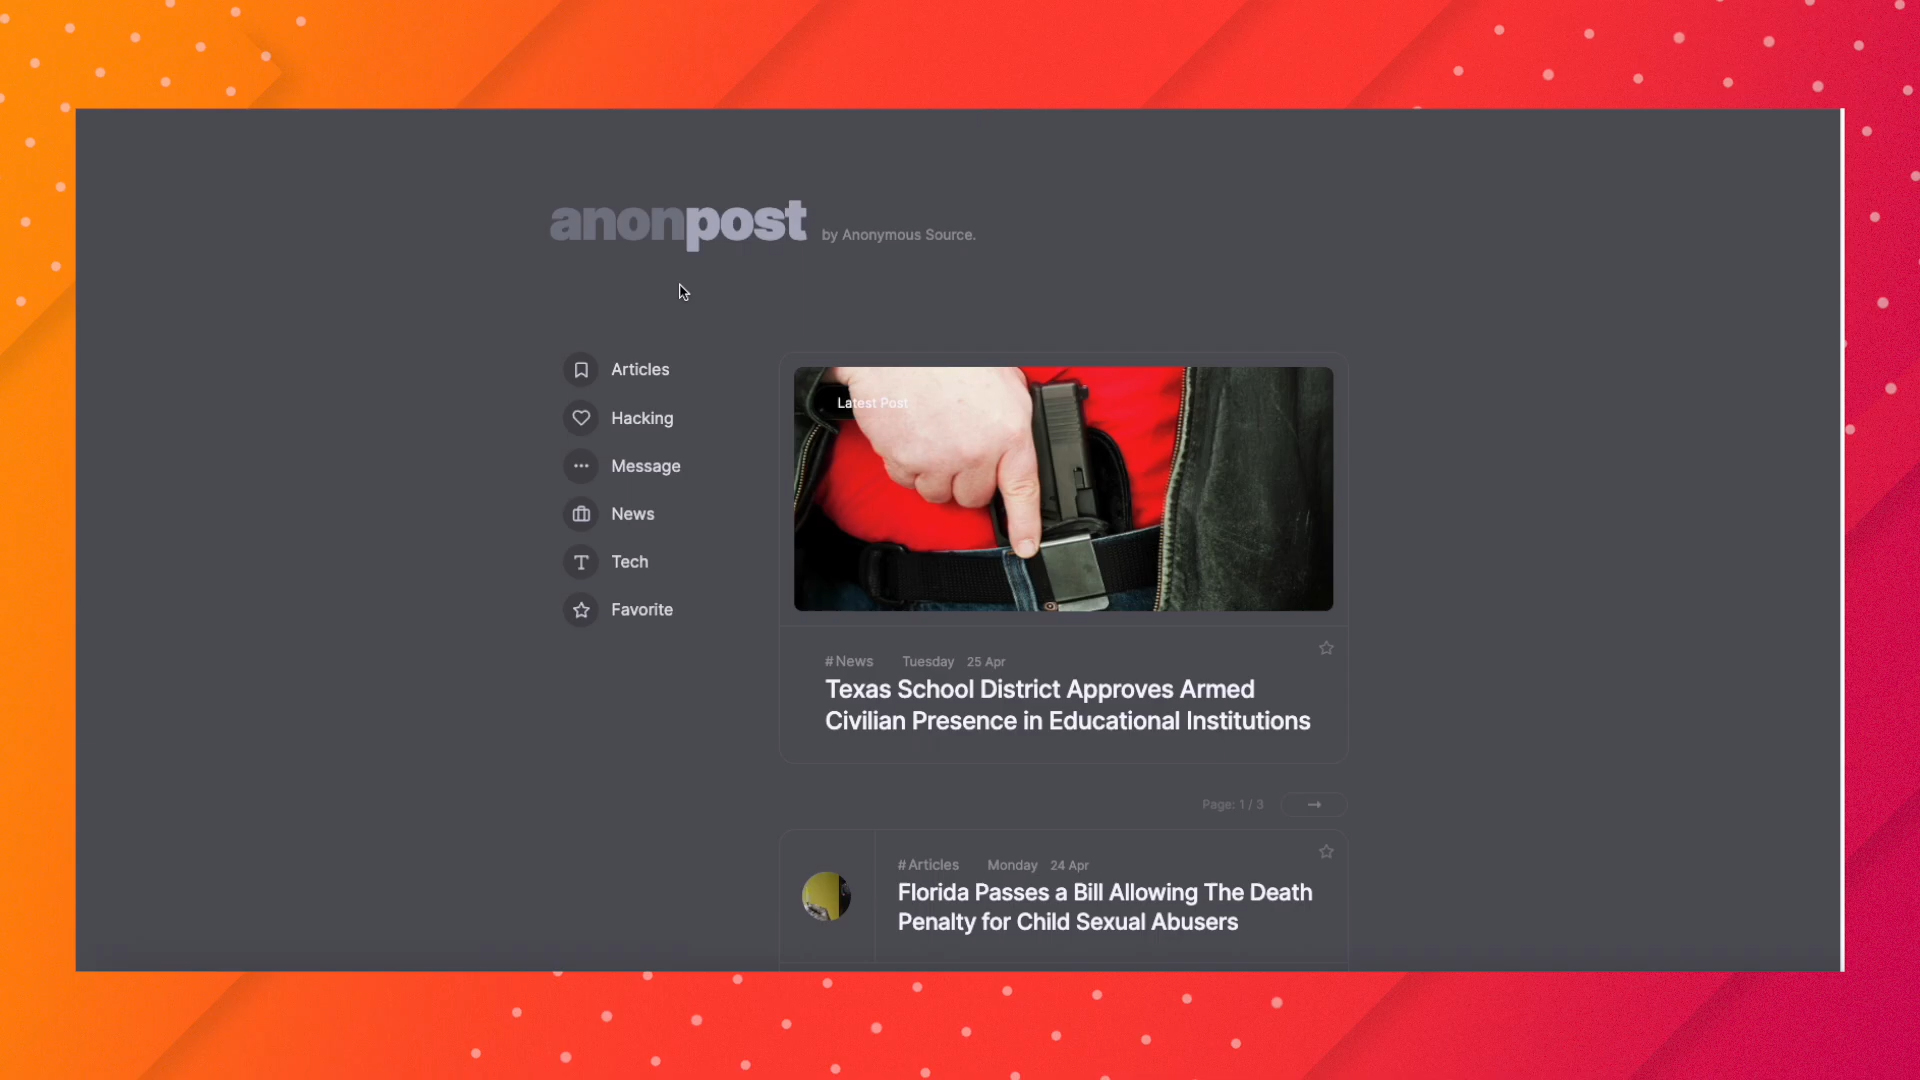 anonpost by Anonymous Source.
Articles
Hacking
Message
News
Tech
Favorite
Latest Post
#News Tuesday 25 Apr
Texas School District Approves Armed
Civilian Presence in Educational Institutions
Page: 1 / 3
#Articles Monday 24 Apr
Florida Passes a Bill Allowing The Death
Penalty for Child Sexual Abusers